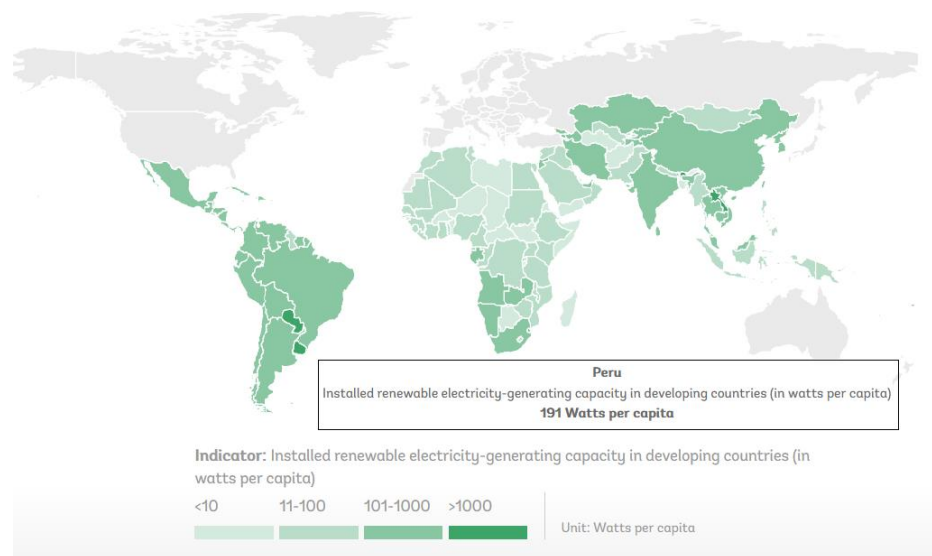 Peru
Installed renewable electricity-generating capacity in developing countries (in watts per capita)
191 Watts per capita
Indicator: Installed renewable electricity-generating capacity in developing countries (in
watts per capita)
<10 11-100 101-1000 >1000
Unit: Watts per capita